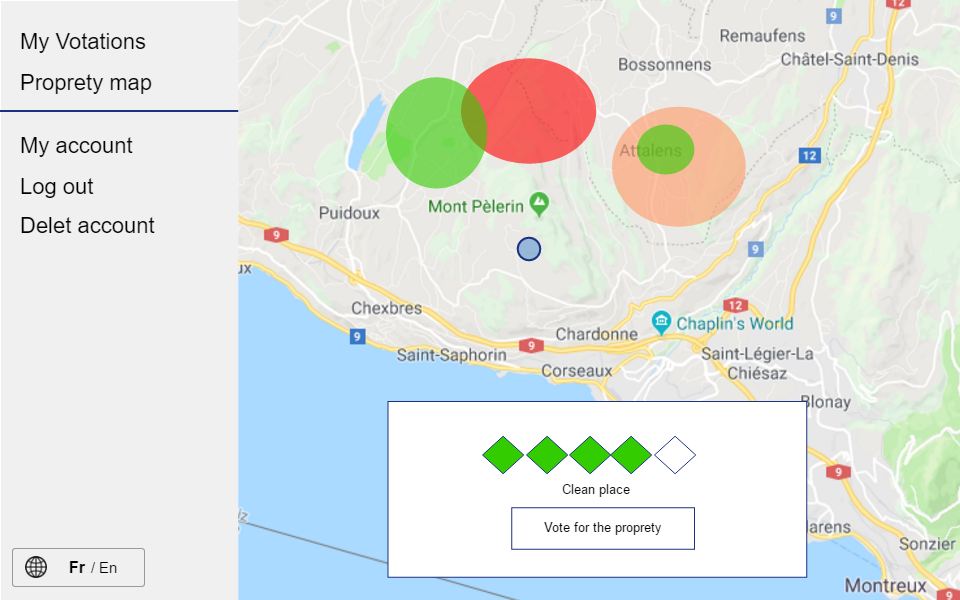 My Votations
Proprety map
My account
Log out
Delet account
Fr / En
12
9
Remaufens
Châtel-Saint-Denis
Bossonnens
12
Attalens
Mont Pèlerin
Puidoux
9
9
ux
Chexbres
12
Chaplin's World
9
Chardonne
9
Saint-Saphorin
Saint-Légier-La
Chiésaz
Corseaux
Blonay
Clean place
Vote for the proprety
9
larens
Sonzier
Montreux
9